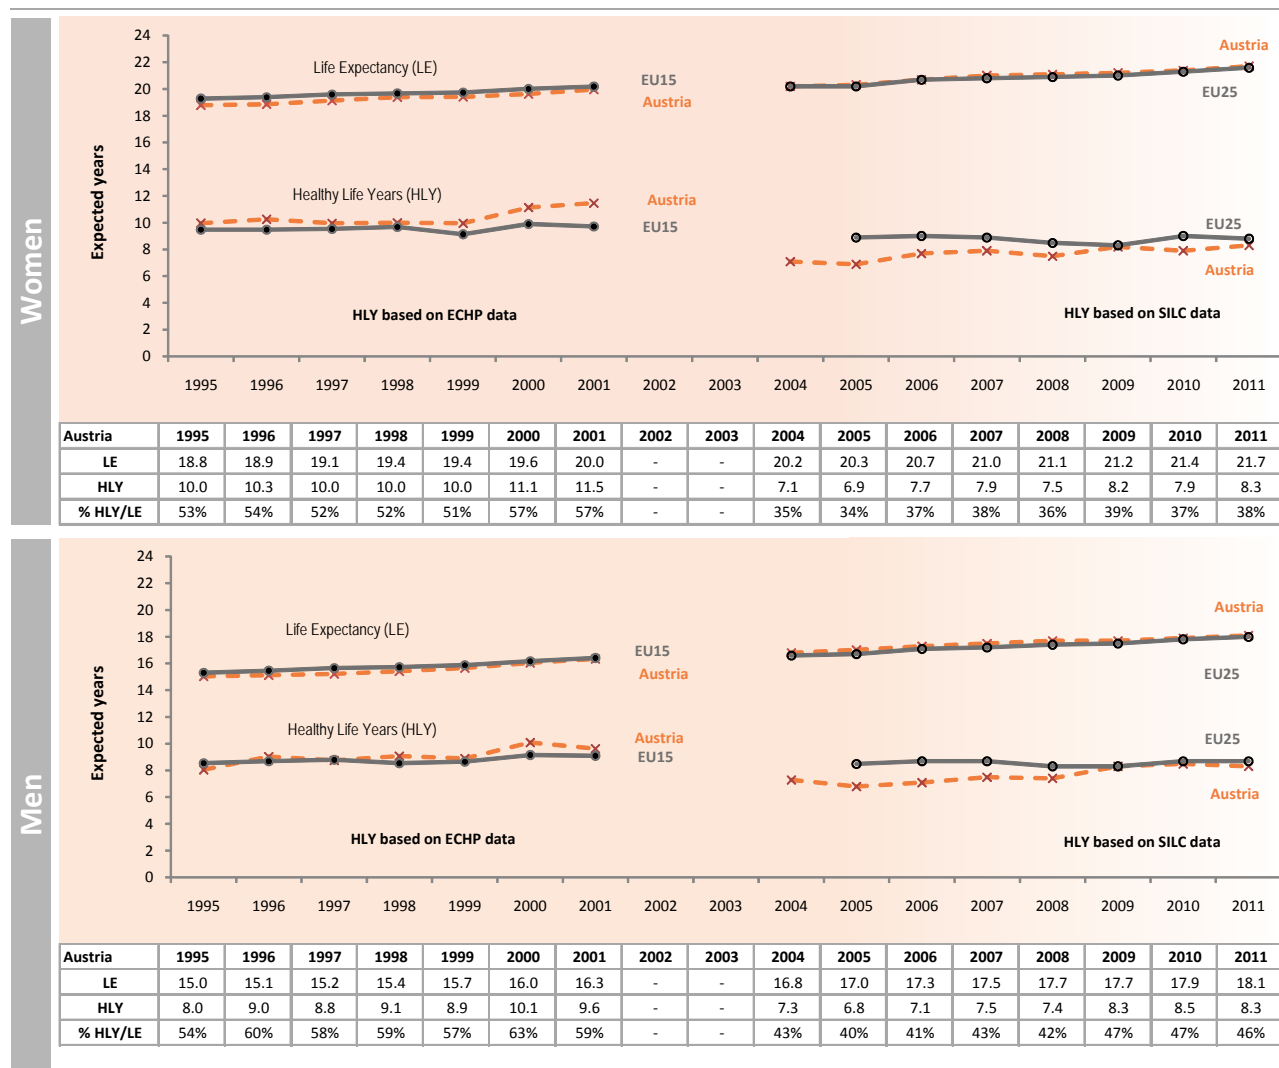 Women
Expected years
24
22
20
18
16
14
12
10
8
6
4
2
0
Life Expectancy (LE)
EU15
Austria
Austria
EU25
Healthy Life Years (HLY)
Austria
EU15
EU25
Austria
HLY based on ECHP data
HLY based on SILC data
1995 1996 1997 1998 1999 2000 2001 2002 2003 2004 2005 2006 2007 2008 2009 2010 2011
Austria 1995 1996 1997 1998 1999 2000 2001 2002 2003 2004 2005 2006 2007 2008 2009 2010 2011
LE 18.8 18.9 19.1 19.4 19.4 19.6 20.0 - - 20.2 20.3 20.7 21.0 21.1 21.2 21.4 21.7
HLY 10.0 10.3 10.0 10.0 10.0 11.1 11.5 - - 7.1 6.9 7.7 7.9 7.5 8.2 7.9 8.3
% HLY/LE 53% 54% 52% 52% 51% 57% 57% - - 35% 34% 37% 38% 36% 39% 37% 38%
Men
Expected years
24
22
20
18
16
14
12
10
8
6
4
2
0
Life Expectancy (LE)
EU15
Austria
Austria
EU25
Healthy Life Years (HLY)
Austria
EU15
EU25
Austria
HLY based on ECHP data
HLY based on SILC data
1995 1996 1997 1998 1999 2000 2001 2002 2003 2004 2005 2006 2007 2008 2009 2010 2011
Austria 1995 1996 1997 1998 1999 2000 2001 2002 2003 2004 2005 2006 2007 2008 2009 2010 2011
LE 15.0 15.1 15.2 15.4 15.7 16.0 16.3 - - 16.8 17.0 17.3 17.5 17.7 17.7 17.9 18.1
HLY 8.0 9.0 8.8 9.1 8.9 10.1 9.6 - - 7.3 6.8 7.1 7.5 7.4 8.3 8.5 8.3
% HLY/LE 54% 60% 58% 59% 57% 63% 59% - - 43% 40% 41% 43% 42% 47% 47% 46%